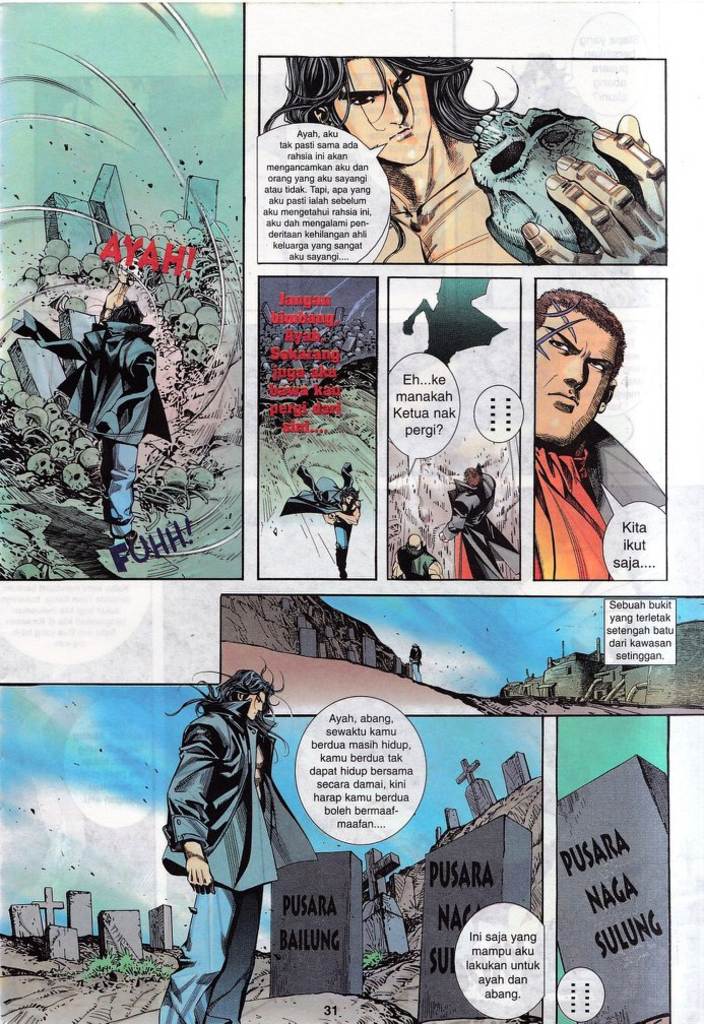 AYAH!
FUHH!
Ayah, aku
tak pasti sama ada
rahsia ini akan
mengancamkan aku dan
orang yang aku sayangi
atau tidak. Tapi, apa yang
aku pasti ialah sebelum
aku mengetahui rahsia ini,
aku dah mengalami pen-
deritaan kehilangan ahli
keluarga yang sangat
aku sayangi....
Jangan
bimbang
Ayah.
Sekarang
juga aku
bawa kau
pergi dari
sini....
Eh...ke
manakah
Ketua nak
pergi?
Kita
ikut
saja....
Sebuah bukit
yang terletak
setengah batu
dari kawasan
setinggan.
Ayah, abang,
sewaktu kamu
berdua masih hidup,
kamu berdua tak
dapat hidup bersama
secara damai, kini
harap kamu berdua
boleh bermaaf-
maafan....
PUSARA
BAILUNG
PUSARA
NAGA
SUL
Ini saja yang
mampu aku
lakukan untuk
ayah dan
abang.
PUSARA
NAGA
SULUNG
31